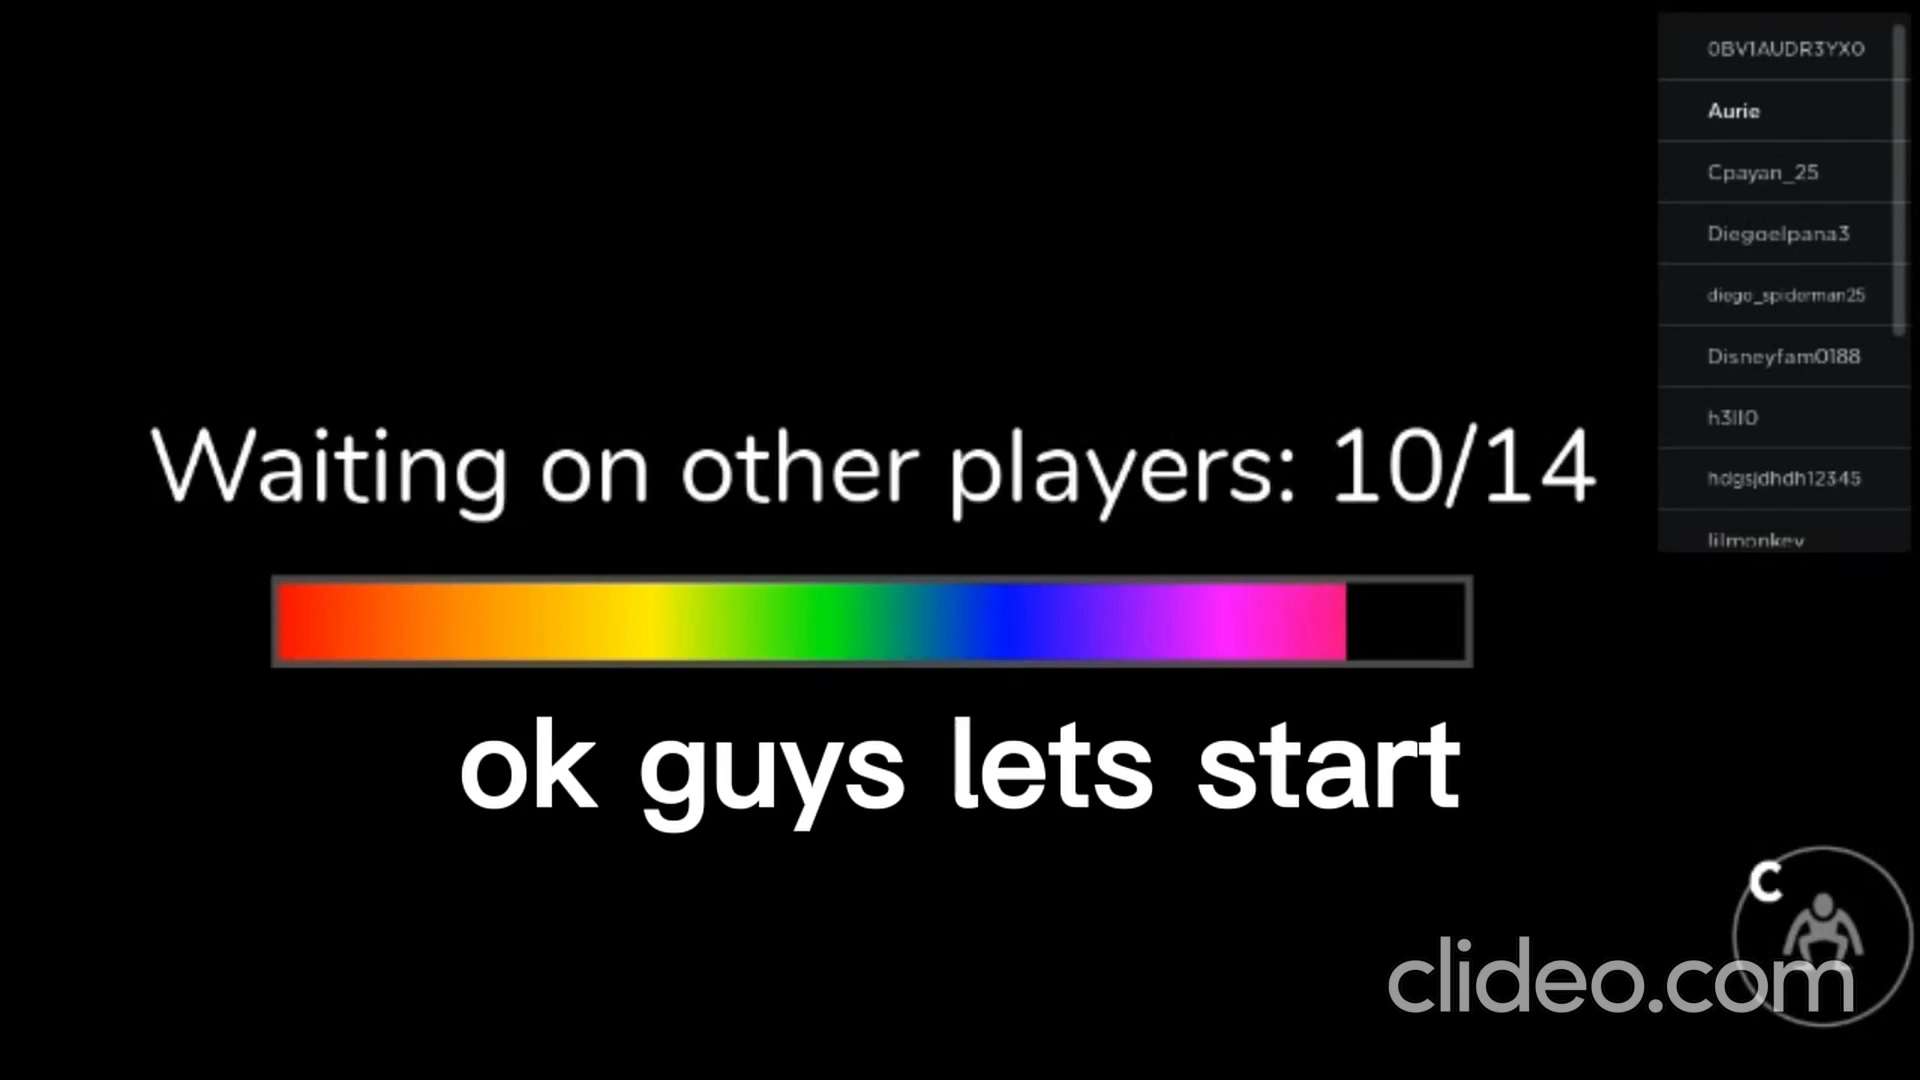 0BV1AUDR3YX0
Aurie
Cpayan_25
Diegoelpana3
diego_spiderman25
Disneyfam0188
h3ll0
hdgsjdhdh12345
lilmonkey
Waiting on other players: 10/14
ok guys lets start
C
clideo.com